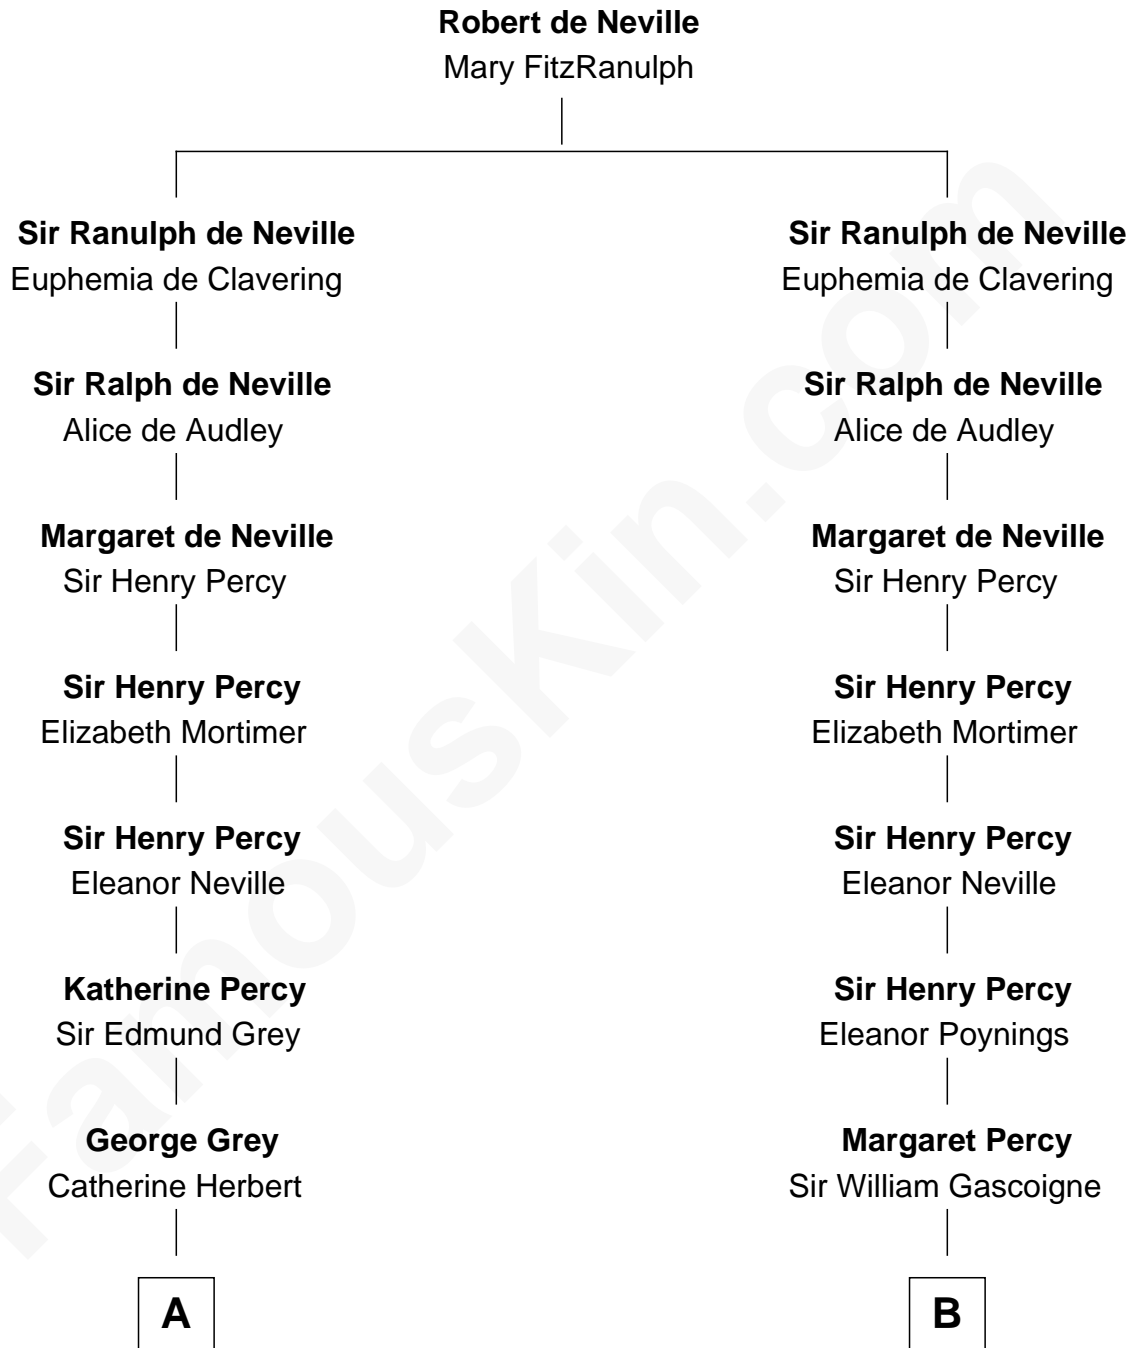 Robert de Neville
Mary FitzRanulph
Sir Ranulph de Neville
Euphemia de Clavering
Sir Ralph de Neville
Alice de Audley
Margaret de Neville
Sir Henry Percy
Sir Henry Percy
Elizabeth Mortimer
Sir Henry Percy
Eleanor Neville
Katherine Percy
Sir Edmund Grey
George Grey
Catherine Herbert
A
Sir Ranulph de Neville
Euphemia de Clavering
Sir Ralph de Neville
Alice de Audley
Margaret de Neville
Sir Henry Percy
Sir Henry Percy
Elizabeth Mortimer
Sir Henry Percy
Eleanor Neville
Sir Henry Percy
Eleanor Poynings
Margaret Percy
Sir William Gascoigne
B
FamousKin.com